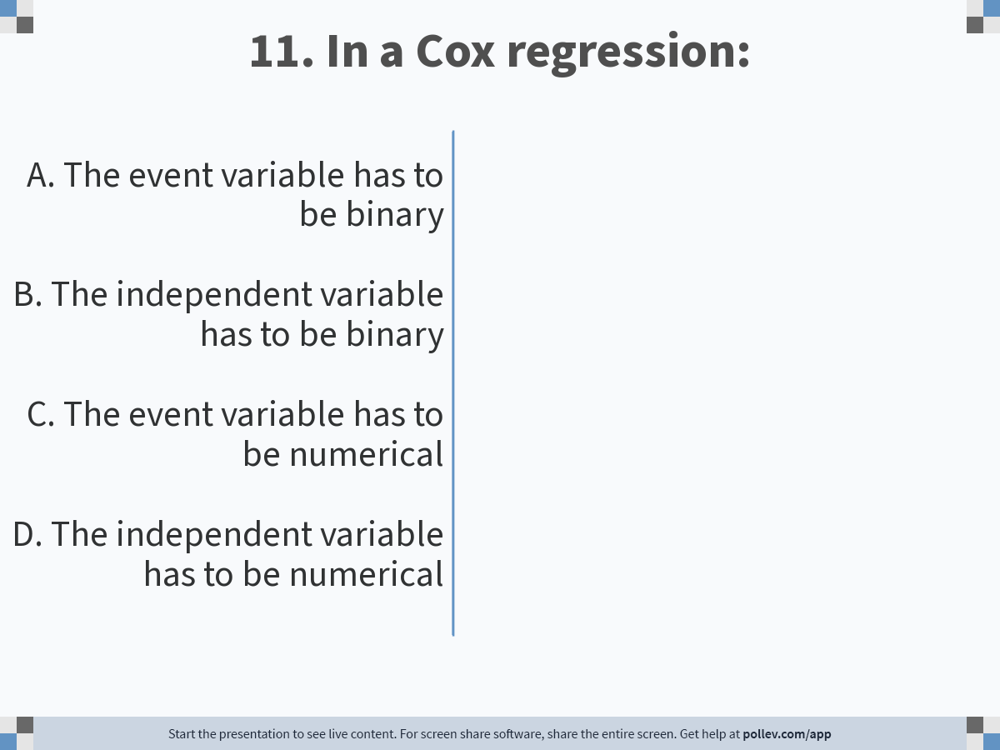 11. In a Cox regression:
A. The event variable has to
be binary
B. The independent variable
has to be binary
C. The event variable has to
be numerical
D. The independent variable
has to be numerical
Start the presentation to see live content. For screen share software, share the entire screen. Get help at pollev.com/app